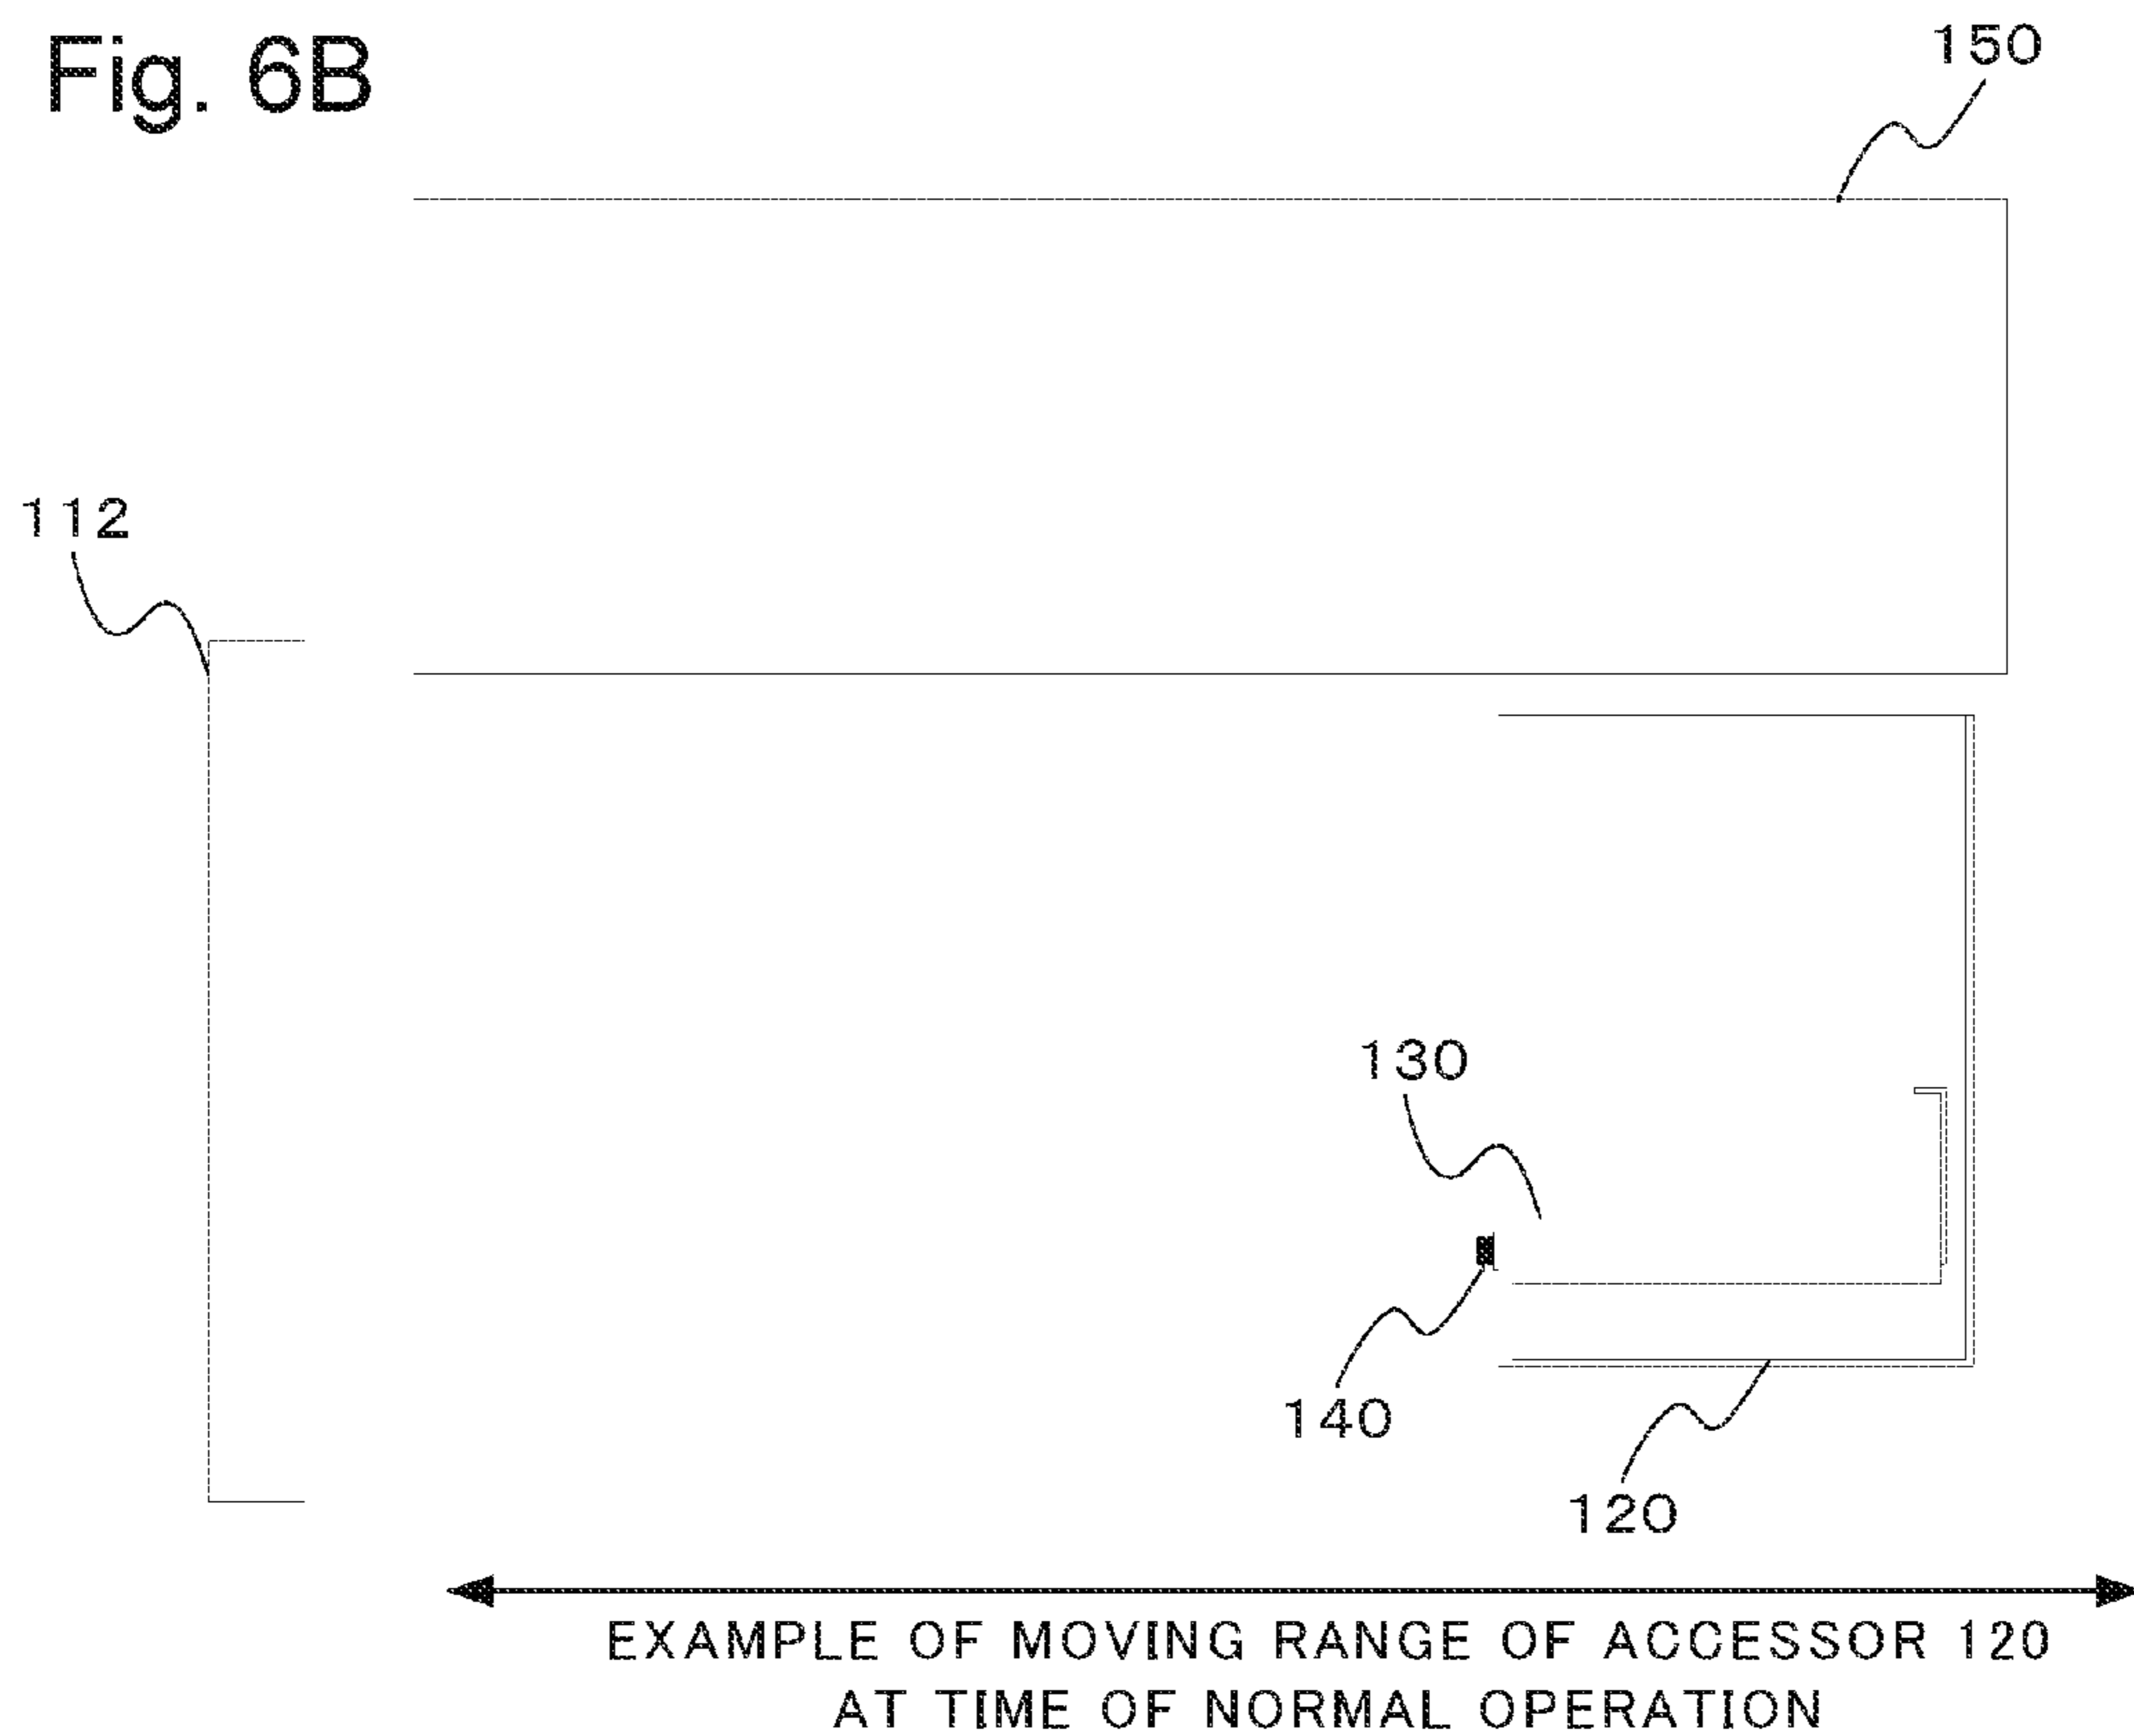 Fig. 6B
150
112
130
140
120
EXAMPLE OF MOVING RANGE OF ACCESSOR 120
AT TIME OF NORMAL OPERATION